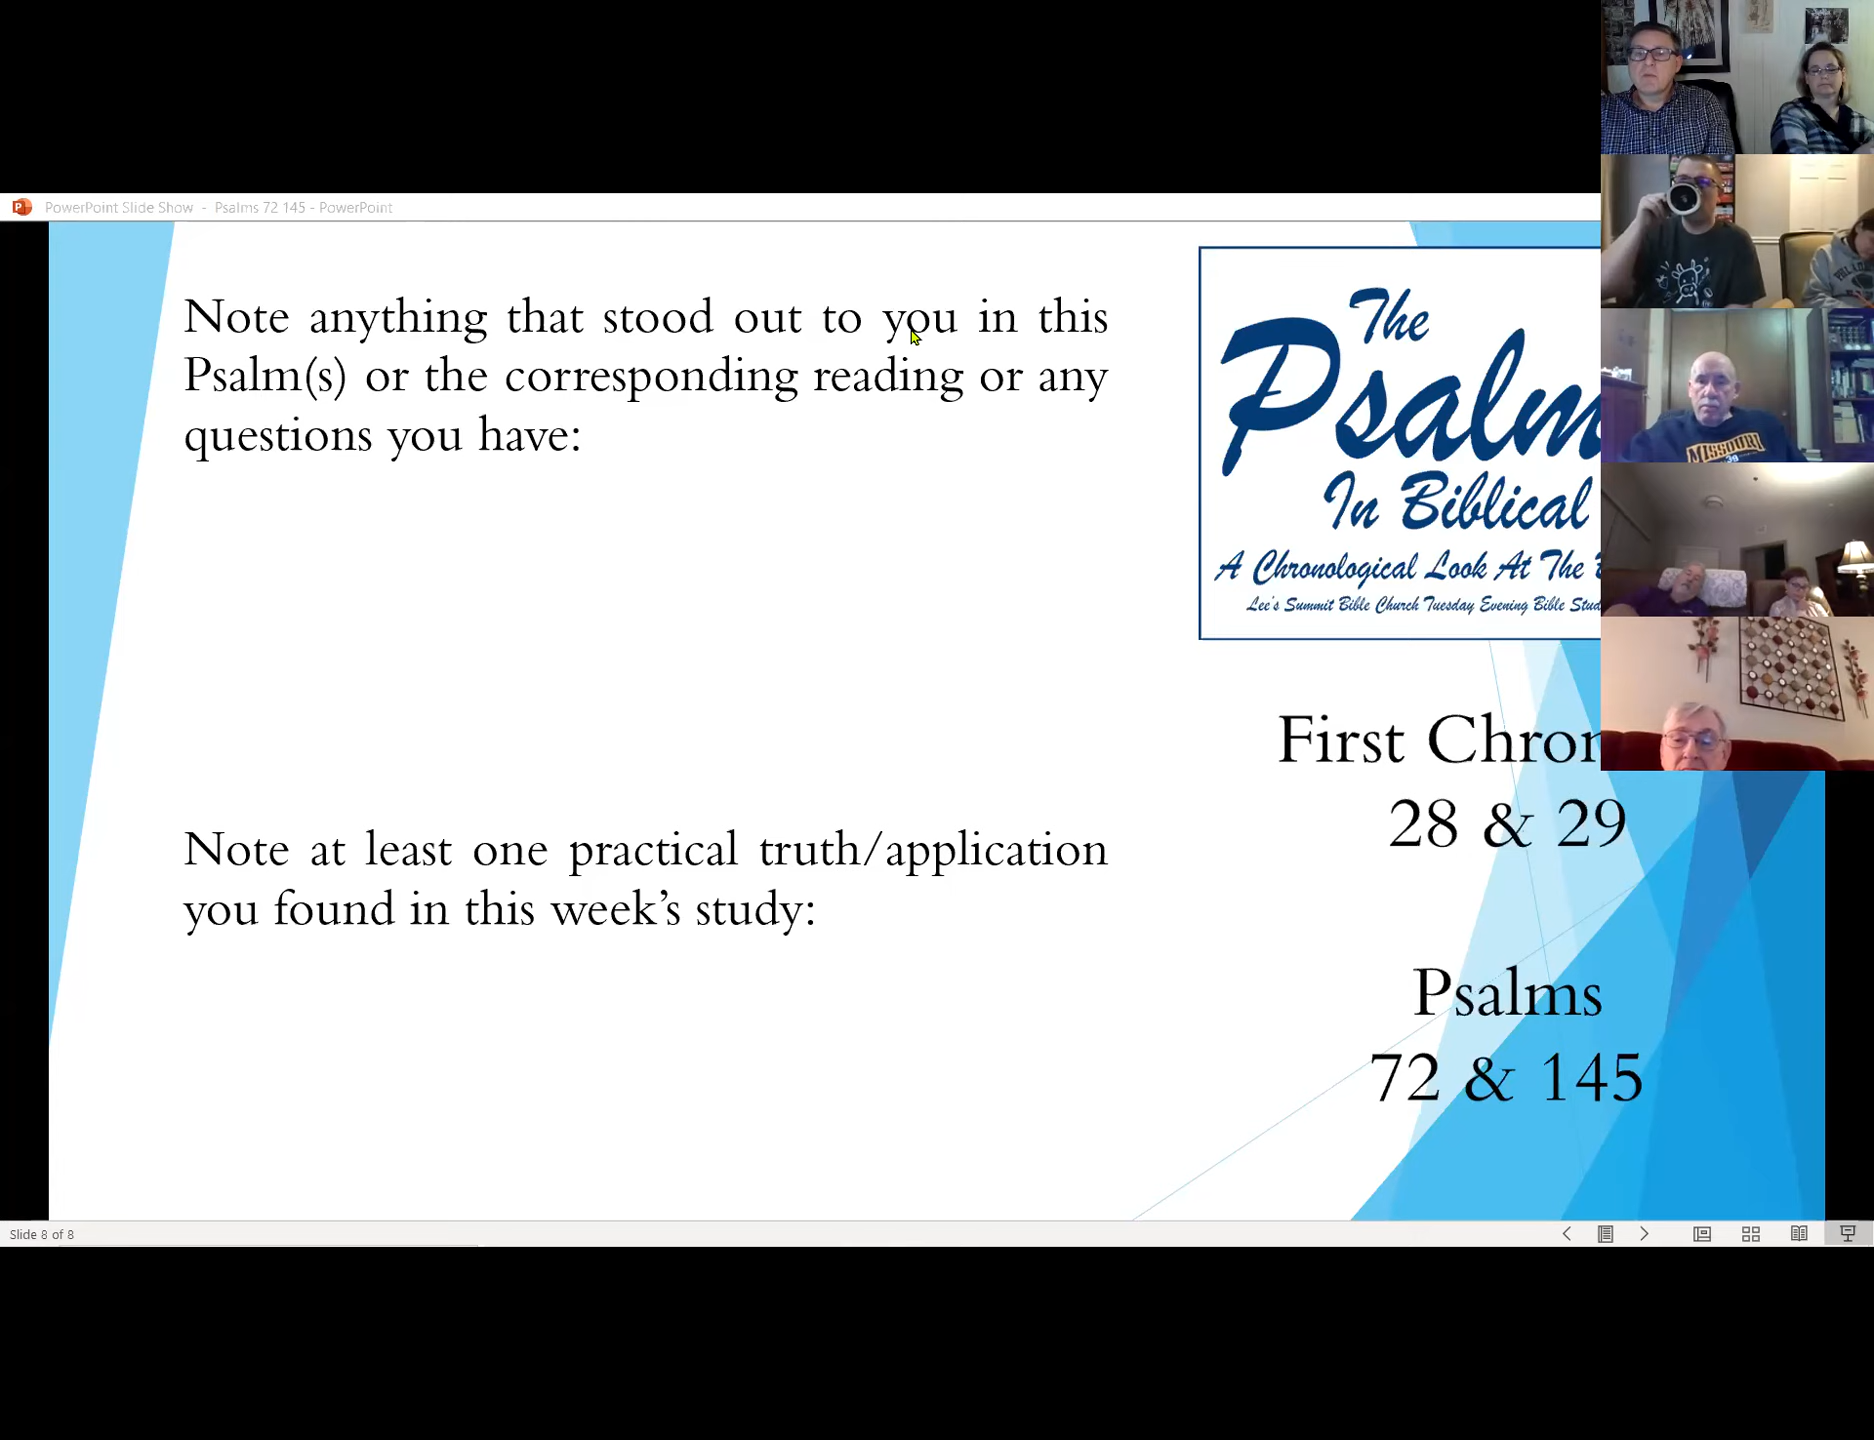 PowerPoint Slide Show - Psalms 72 145 - PowerPoint
Note anything that stood out to you in this
Psalm(s) or the corresponding reading or any
questions you have:
Note at least one practical truth/application
you found in this week's study:
The
Psalm
In Biblical
A Chronological Look At The
Lee's Summit Bible Church Tuesday Evening Bible Stud
First Chron
28 & 29
Psalms
72 & 145
MISSOURI
Slide 8 of 8